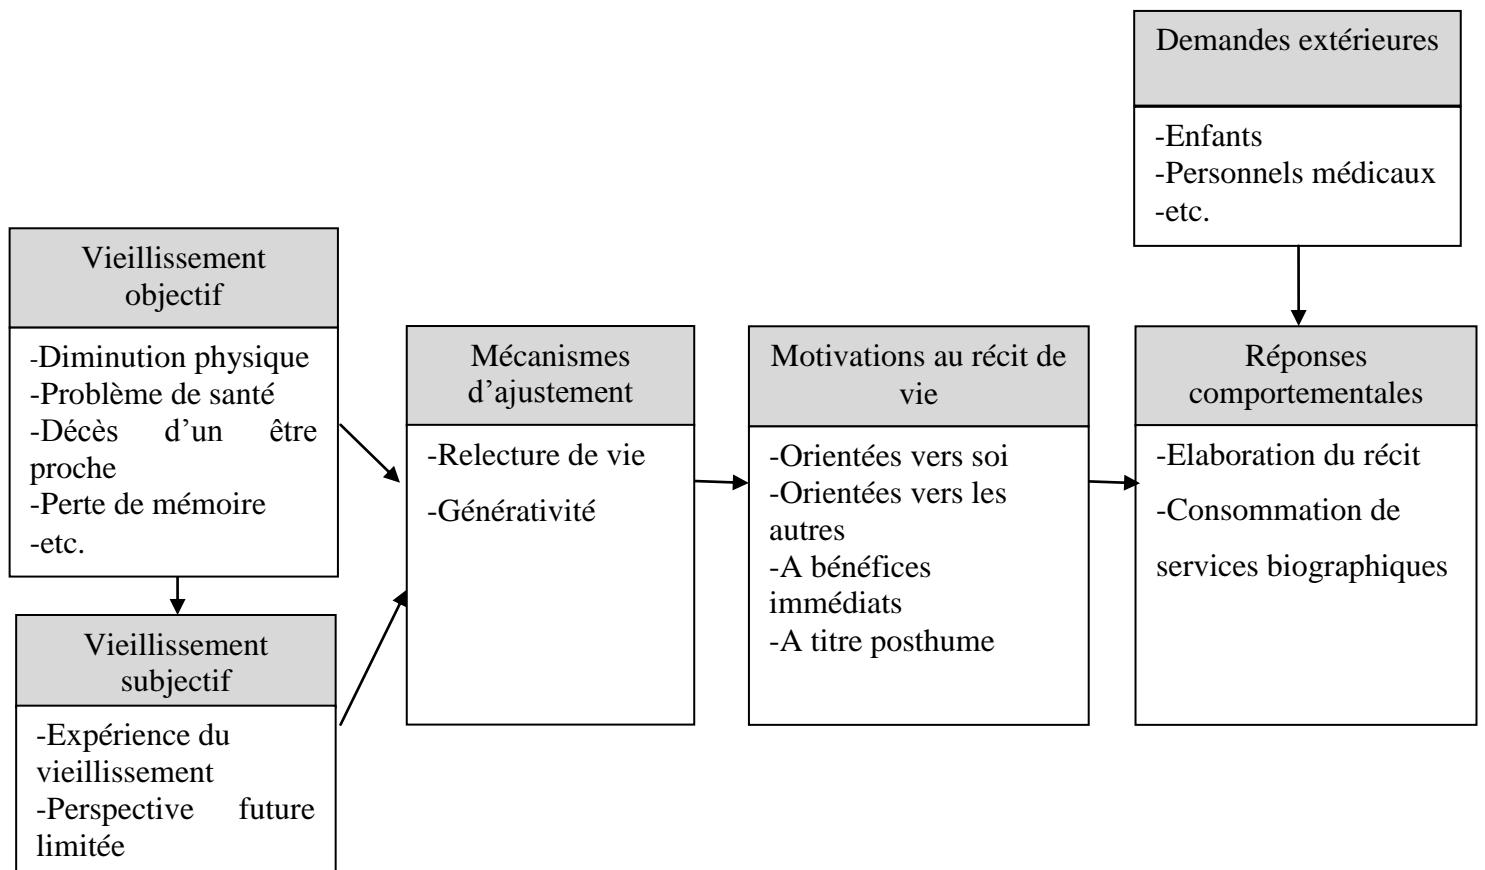 Demandes extérieures
-Enfants
-Personnels médicaux
-etc.
Vieillissement
objectif
-Diminution physique
-Problème de santé
-Décès d’un être
proche
-Perte de mémoire
-etc.
Vieillissement
subjectif
-Expérience du
vieillissement
-Perspective future
limitée
Mécanismes
d’ajustement
-Relecture de vie
-Générativité
Motivations au récit de
vie
-Orientées vers soi
-Orientées vers les
autres
-A bénéfices
immédiats
-A titre posthume
Réponses
comportementales
-Elaboration du récit
-Consommation de
services biographiques